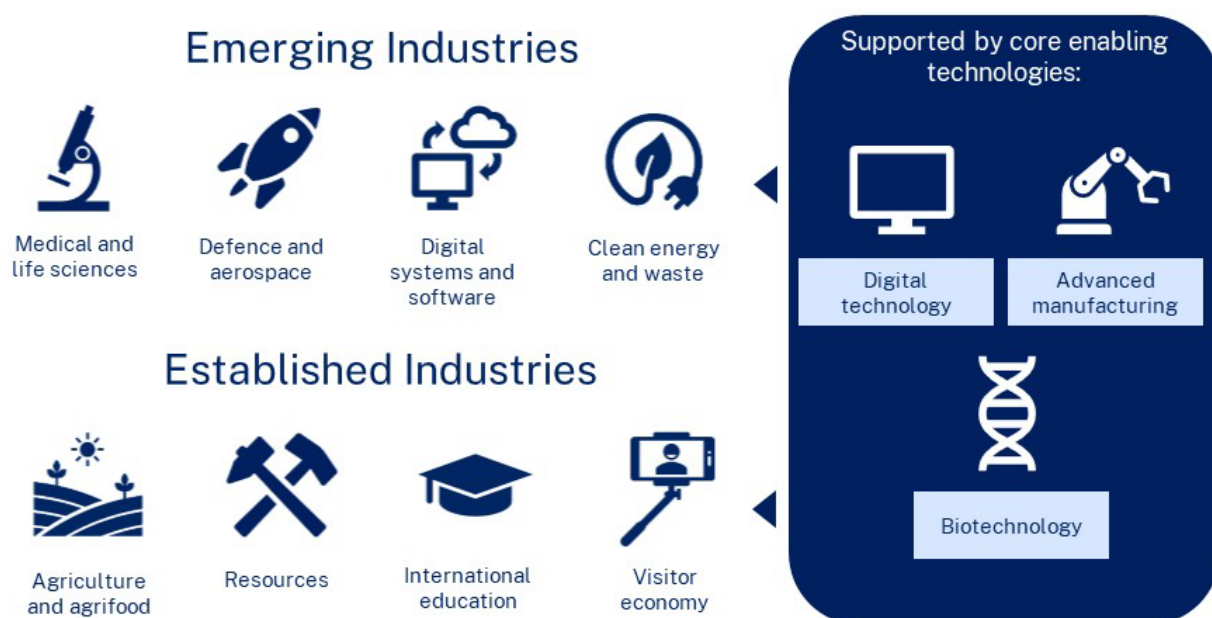 Emerging Industries
Medical and
life sciences
Defence and
aerospace
Digital
systems and
software
Clean energy
and waste
Established Industries
Agriculture
and agrifood
Resources
International
education
Visitor
economy
Supported by core enabling
technologies:
Digital
technology
Advanced
manufacturing
Biotechnology